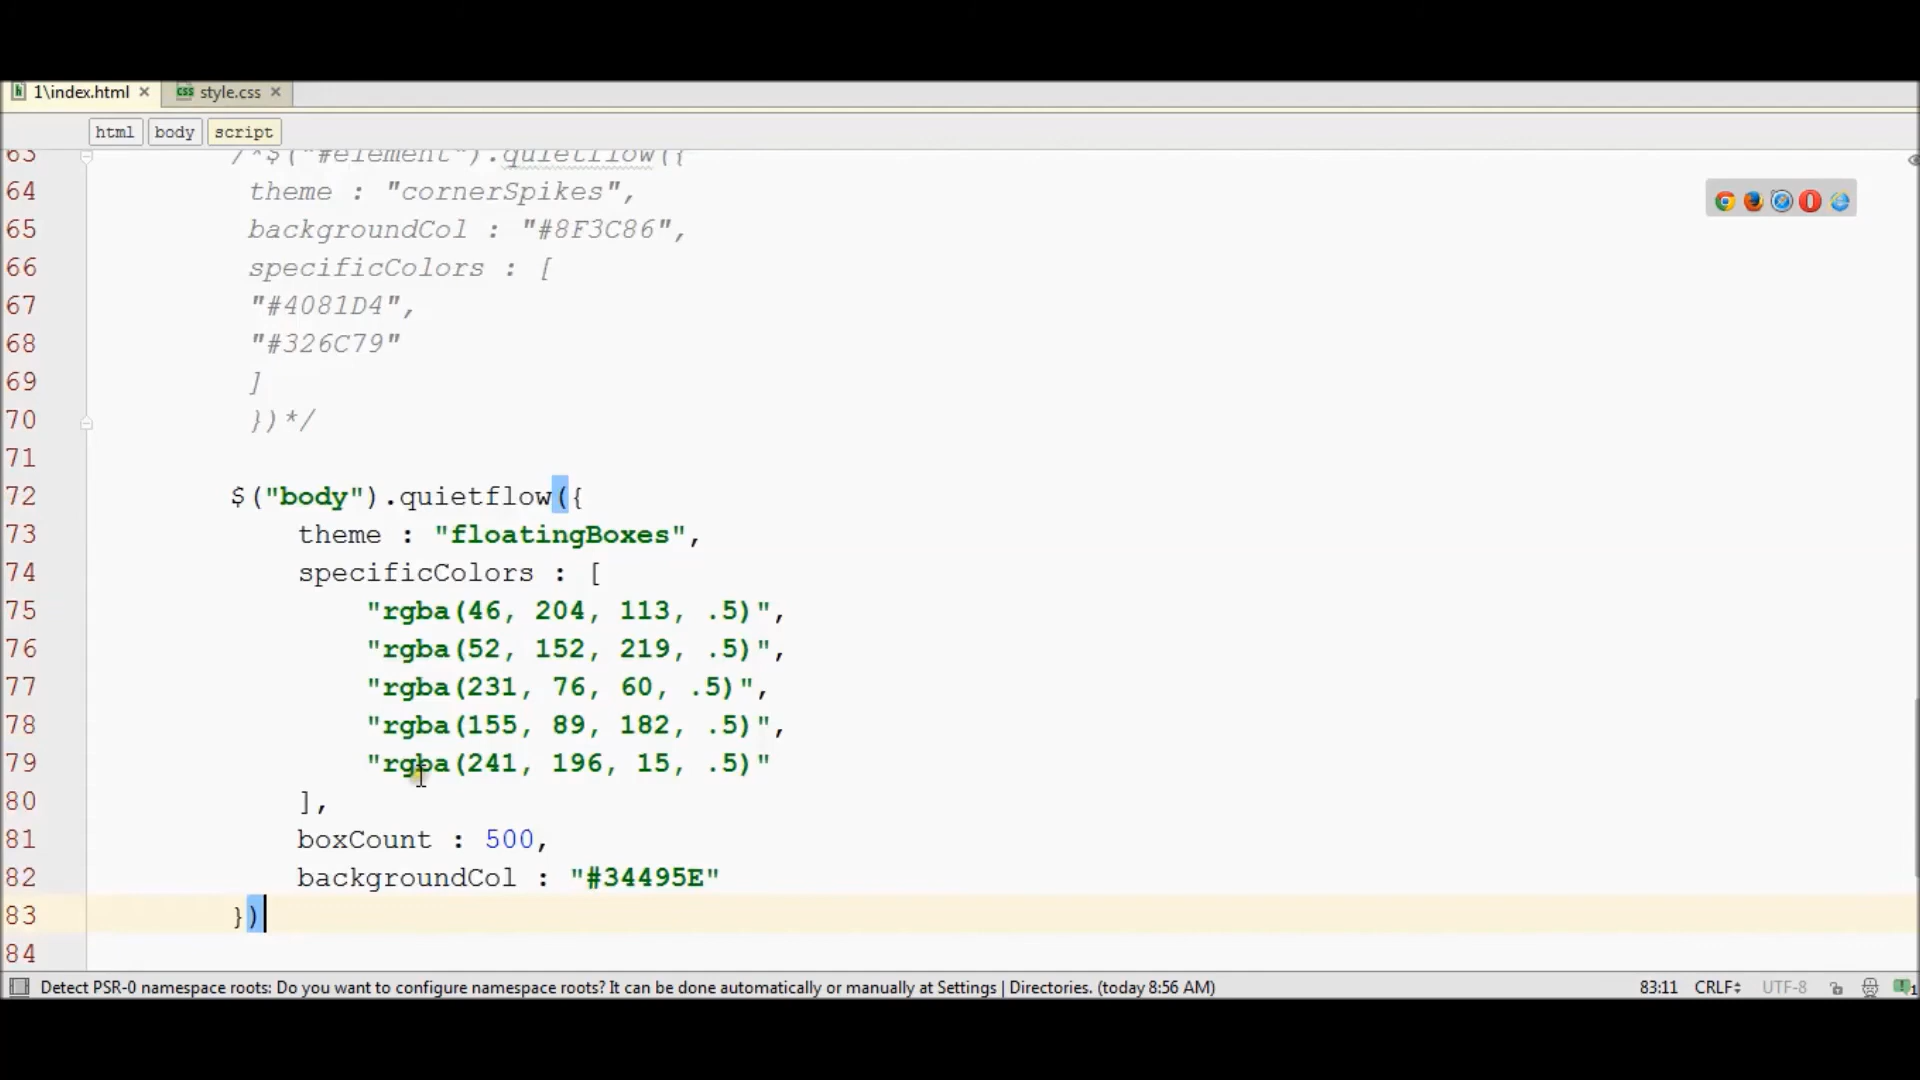 1\index.html
style.css
html body script
63 /*$("#element").quietflow({
64 theme : "cornerSpikes",
65 backgroundCol : "#8F3C86",
66 specificColors : [
67 "#4081D4",
68 "#326C79"
69 ]
70 })*/
71
72 $("body").quietflow({
73 theme : "floatingBoxes",
74 specificColors : [
75 "rgba(46, 204, 113, .5)",
76 "rgba(52, 152, 219, .5)",
77 "rgba(231, 76, 60, .5)",
78 "rgba(155, 89, 182, .5)",
79 "rgba(241, 196, 15, .5)"
80 ],
81 boxCount : 500,
82 backgroundCol : "#34495E"
83 })
84
Detect PSR-0 namespace roots: Do you want to configure namespace roots? It can be done automatically or manually at Settings | Directories. (today 8:56 AM) 83:11 CRLF UTF-8 1